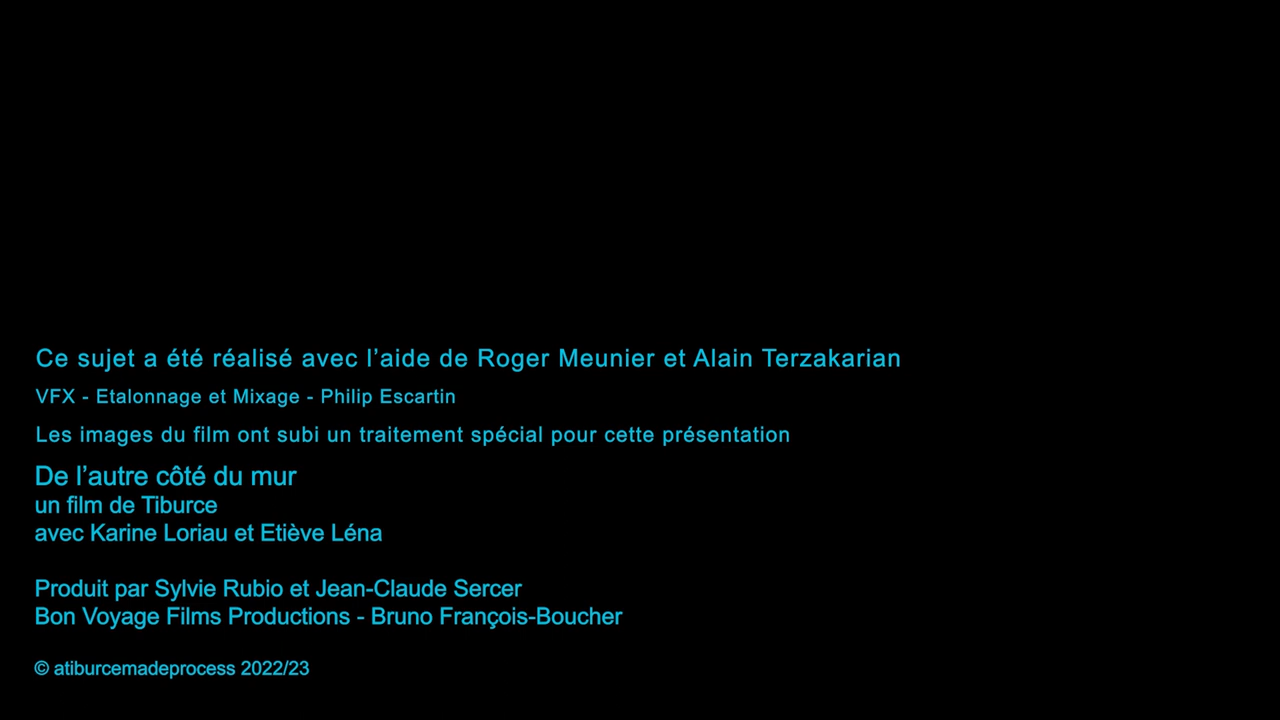 Ce sujet a été réalisé avec l’aide de Roger Meunier et Alain Terzakarian
VFX - Etalonnage et Mixage - Philip Escartin
Les images du film ont subi un traitement spécial pour cette présentation
De l’autre côté du mur
un film de Tiburce
avec Karine Loriau et Etiève Léna
Produit par Sylvie Rubio et Jean-Claude Sercer
Bon Voyage Films Productions - Bruno François-Boucher
© atiburcemadeprocess 2022/23